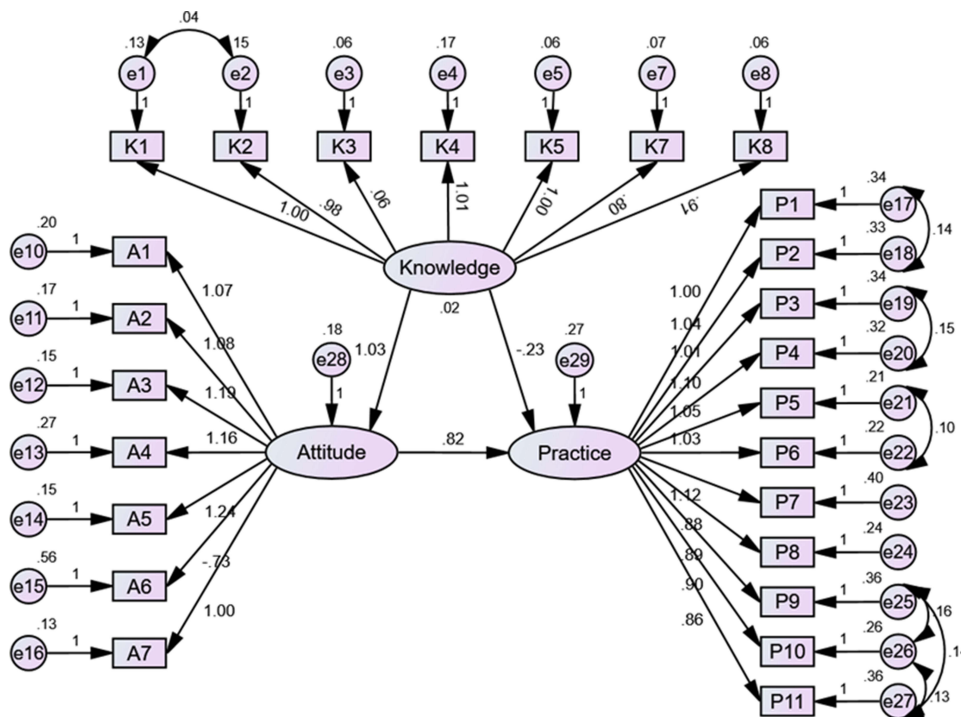 .04
.13 .15 .06 .17 .06 .07 .06
e1 e2 e3 e4 e5 e7 e8
1 1 1 1 1 1 1
K1 K2 K3 K4 K5 K7 K8
1.00 .98 .06 1.01 1.00 .80 .91
Knowledge
.02
1.03 -.23
.20
e10 1 A1
.17
e11 1 A2
.15
e12 1 A3
.27
e13 1 A4
.15
e14 1 A5
.56
e15 1 A6
.13
e16 1 A7
1.07
1.08
1.19
1.16
1.24
-.73
1.00
.18
e28
1
Attitude
.82
.27
e29
1
Practice
1.00
1.04
1.01
1.10
1.05
1.03
1.12
.88
.89
.90
.86
P1 1 .34 e17
P2 1 .33 e18
P3 1 .34 e19
P4 1 .32 e20
P5 1 .21 e21
P6 1 .22 e22
P7 1 .40 e23
P8 1 .24 e24
P9 1 .36 e25
P10 1 .26 e26
P11 1 .36 e27
.14
.15
.10
.16
.13